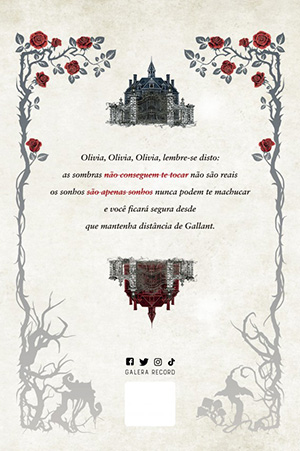 Olivia, Olivia, Olivia, lembre-se disto:
as sombras não conseguem te tocar não são reais
os sonhos são apenas sonhos nunca podem te machucar
e você ficará segura desde
que mantenha distância de Gallant.
GALERA RECORD